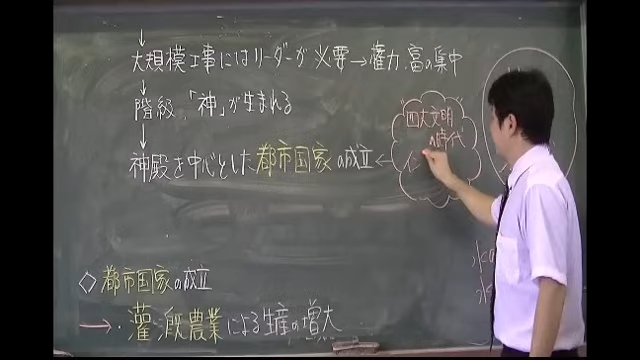 大規模工事にはリーダーが必要→権力、富の集中
階級、「神」が生まれる
神殿を中心とした都市国家の成立←
"四大文明
の時代"
◇都市国家の成立
→・灌漑農業による生産の増大
水
水